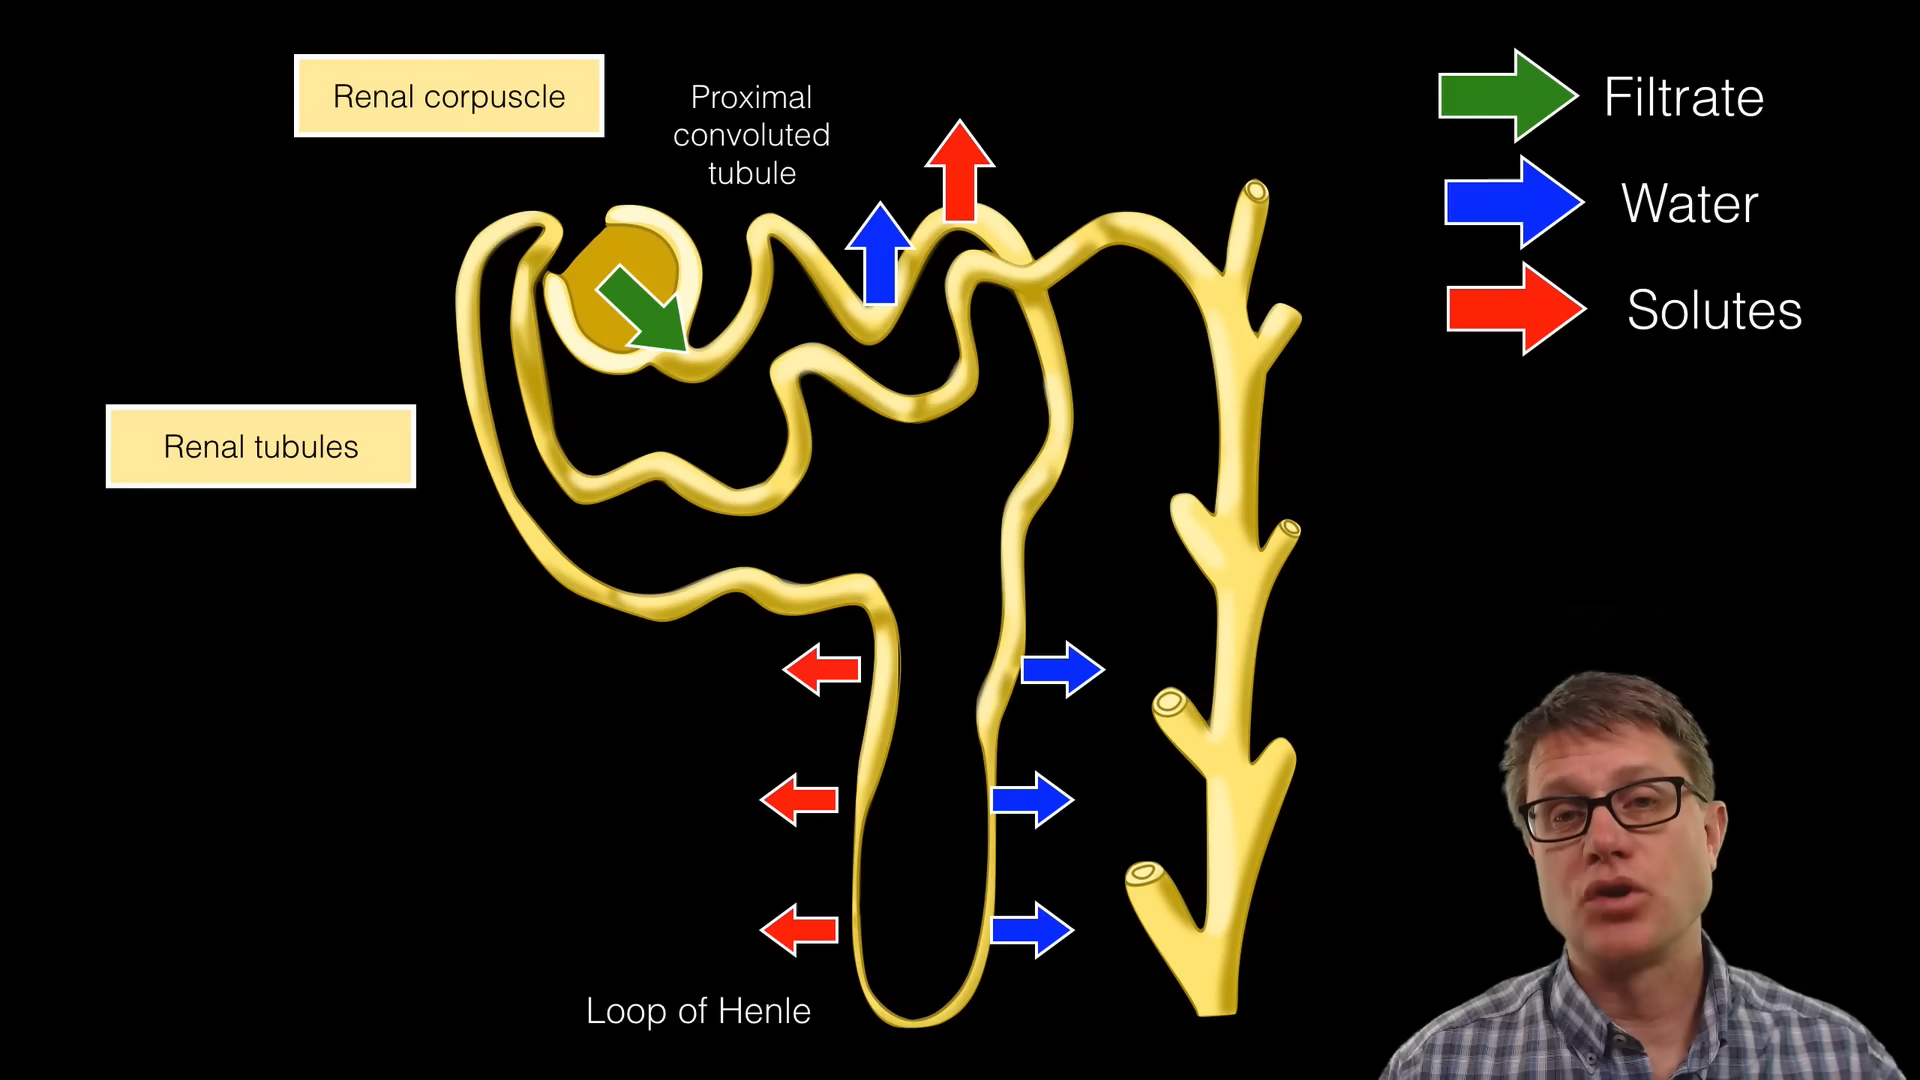 Renal corpuscle
Proximal
convoluted
tubule
Filtrate
Water
Solutes
Renal tubules
Loop of Henle